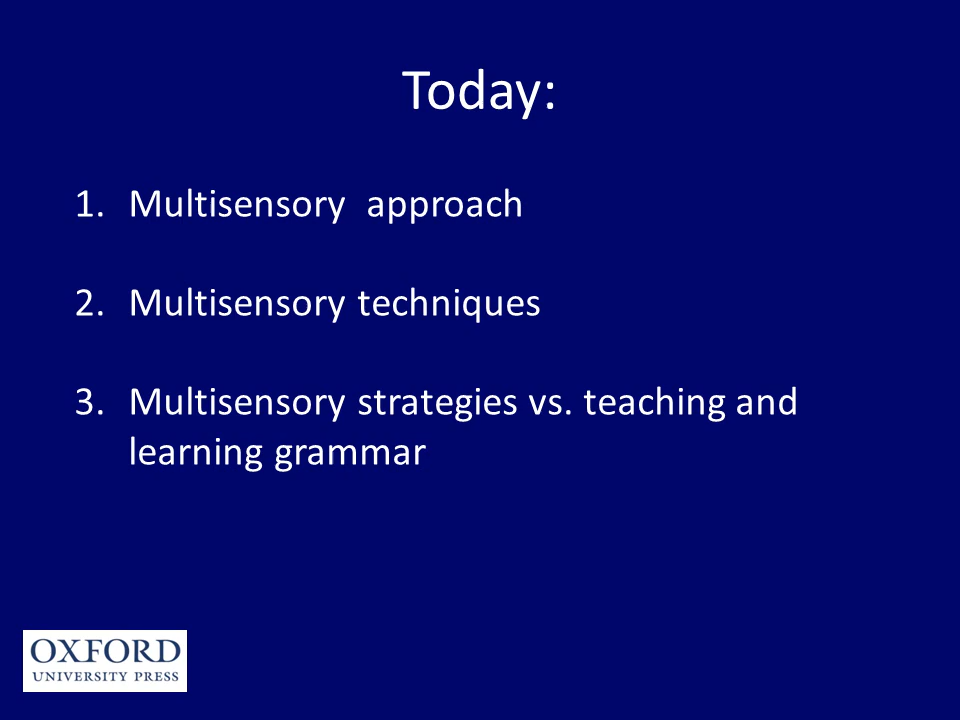 Today:
1. Multisensory  approach
2. Multisensory techniques
3. Multisensory strategies vs. teaching and
learning grammar
OXFORD
UNIVERSITY PRESS